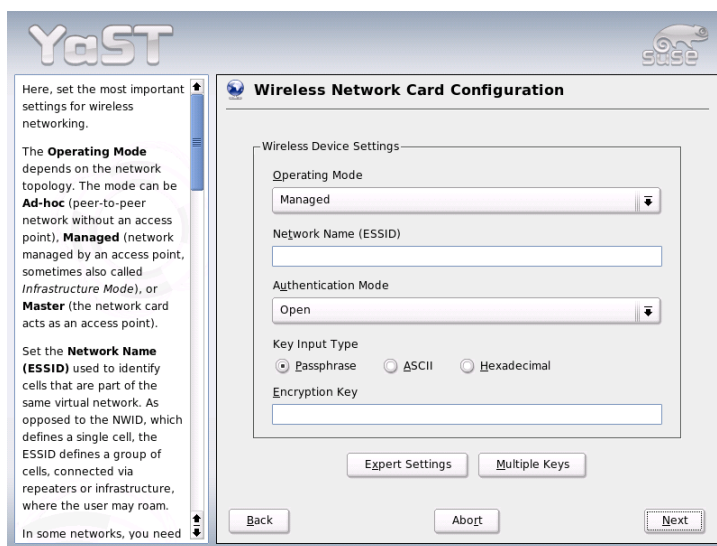 YaST
SUSE
Here, set the most important
settings for wireless
networking.
The Operating Mode
depends on the network
topology. The mode can be
Ad-hoc (peer-to-peer
network without an access
point), Managed (network
managed by an access point,
sometimes also called
Infrastructure Mode), or
Master (the network card
acts as an access point).
Set the Network Name
(ESSID) used to identify
cells that are part of the
same virtual network. As
opposed to the NWID, which
defines a single cell, the
ESSID defines a group of
cells, connected via
repeaters or infrastructure,
where the user may roam.
In some networks, you need
Wireless Network Card Configuration
Wireless Device Settings
Operating Mode
Managed
Network Name (ESSID)
Authentication Mode
Open
Key Input Type
Passphrase ASCII Hexadecimal
Encryption Key
Expert Settings Multiple Keys
Back Abort Next